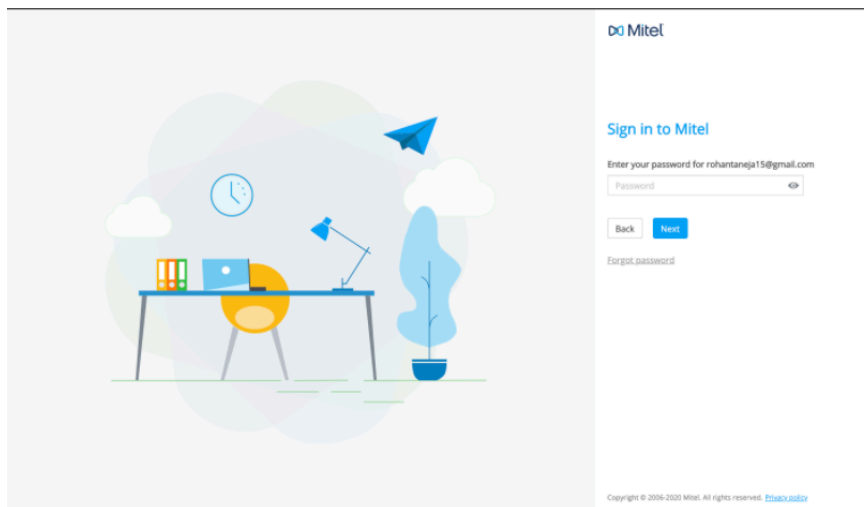 Mitel
Sign in to Mitel
Enter your password for rohantaneja15@gmail.com
Password
Back Next
Forgot password
Copyright © 2006-2020 Mitel. All rights reserved. Privacy policy